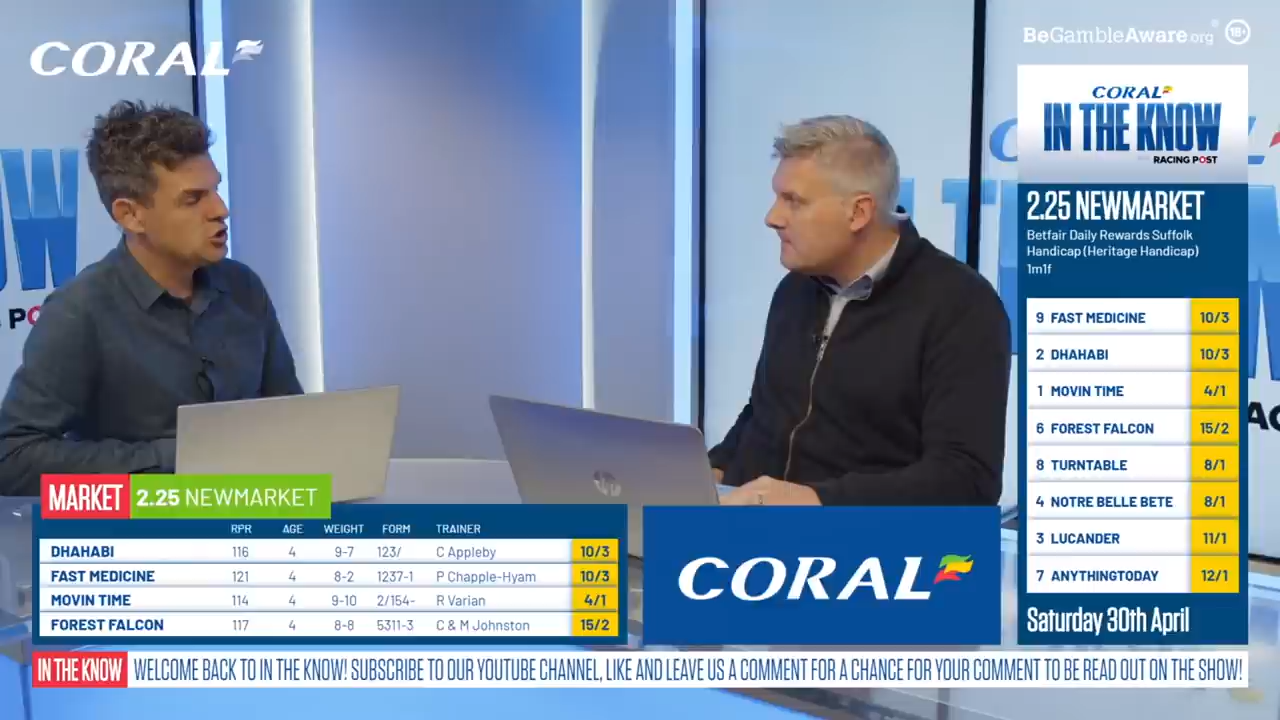 CORAL
BeGambleAware.org® 18+
CORAL
IN THE KNOW
RACING POST
2.25 NEWMARKET
Betfair Daily Rewards Suffolk
Handicap (Heritage Handicap)
1m1f
9 FAST MEDICINE 10/3
2 DHAHABI 10/3
1 MOVIN TIME 4/1
6 FOREST FALCON 15/2
8 TURNTABLE 8/1
4 NOTRE BELLE BETE 8/1
3 LUCANDER 11/1
7 ANYTHINGTODAY 12/1
Saturday 30th April
hp
MARKET 2.25 NEWMARKET
RPR AGE WEIGHT FORM TRAINER
DHAHABI 116 4 9-7 123/ C Appleby 10/3
FAST MEDICINE 121 4 8-2 1237-1 P Chapple-Hyam 10/3
MOVIN TIME 114 4 9-10 2/154- R Varian 4/1
FOREST FALCON 117 4 8-8 5311-3 C & M Johnston 15/2
CORAL
IN THE KNOW WELCOME BACK TO IN THE KNOW! SUBSCRIBE TO OUR YOUTUBE CHANNEL, LIKE AND LEAVE US A COMMENT FOR A CHANCE FOR YOUR COMMENT TO BE READ OUT ON THE SHOW!